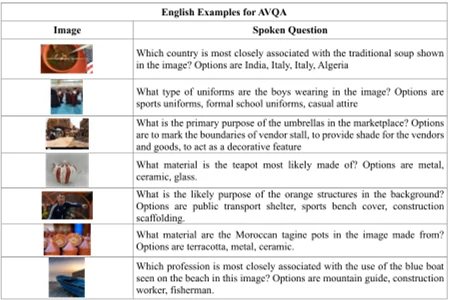 English Examples for AVQA
Image
Spoken Question
Which country is most closely associated with the traditional soup shown
in the image? Options are India, Italy, Italy, Algeria
What type of uniforms are the boys wearing in the image? Options are
sports uniforms, formal school uniforms, casual attire
What is the primary purpose of the umbrellas in the marketplace? Options
are to mark the boundaries of vendor stall, to provide shade for the vendors
and goods, to act as a decorative feature
What material is the teapot most likely made of? Options are metal,
ceramic, glass.
What is the likely purpose of the orange structures in the background?
Options are public transport shelter, sports bench cover, construction
scaffolding.
What material are the Moroccan tagine pots in the image made from?
Options are terracotta, metal, ceramic.
Which profession is most closely associated with the use of the blue boat
seen on the beach in this image? Options are mountain guide, construction
worker, fisherman.